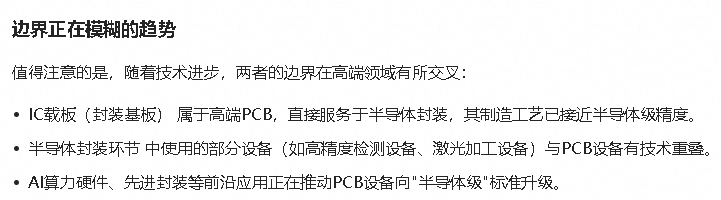 边界正在模糊的趋势
值得注意的是，随着技术进步，两者的边界在高端领域有所交叉：
• IC载板（封装基板） 属于高端PCB，直接服务于半导体封装，其制造工艺已接近半导体级精度。
• 半导体封装环节 中使用的部分设备（如高精度检测设备、激光加工设备）与PCB设备有技术重叠。
• AI算力硬件、先进封装等前沿应用正在推动PCB设备向"半导体级"标准升级。